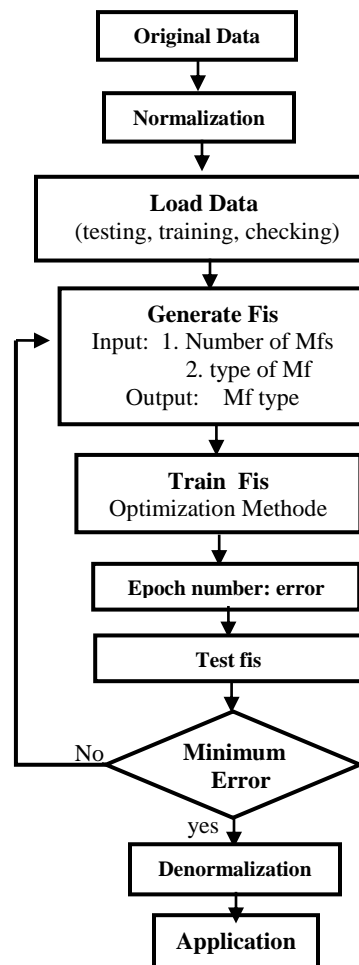 Original Data
Normalization
Load Data
(testing, training, checking)
Generate Fis
Input: 1. Number of Mfs
2. type of Mf
Output: Mf type
Train Fis
Optimization Methode
Epoch number: error
Test fis
No
Minimum
Error
yes
Denormalization
Application